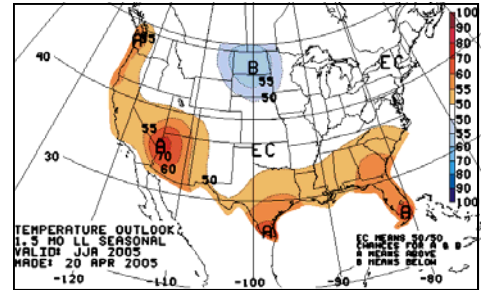 100
90
80
70
60
55
50
50
55
60
70
80
90
100
40
30
A
55
B
55
50
EC
EC
55
A
70
60
50
A
A
TEMPERATURE OUTLOOK
1.5 MO LL SEASONAL
VALID: JJA 2005
MADE: 20 APR 2005
EC MEANS 50/50
CHANCES FOR A & B
A MEANS ABOVE
B MEANS BELOW
-120
-110
-100
-90
-80